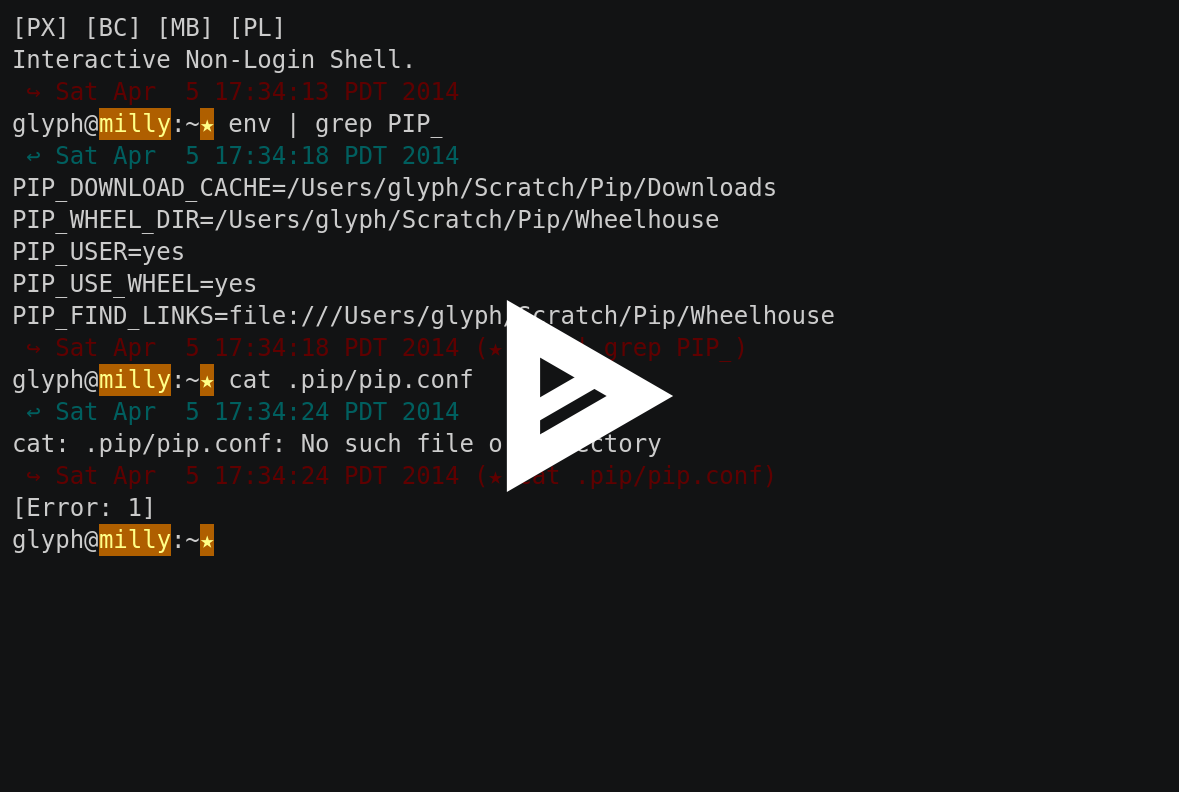 [PX] [BC] [MB] [PL]
Interactive Non-Login Shell.
↪ Sat Apr  5 17:34:13 PDT 2014
glyph@milly:~★ env | grep PIP_
↩ Sat Apr  5 17:34:18 PDT 2014
PIP_DOWNLOAD_CACHE=/Users/glyph/Scratch/Pip/Downloads
PIP_WHEEL_DIR=/Users/glyph/Scratch/Pip/Wheelhouse
PIP_USER=yes
PIP_USE_WHEEL=yes
PIP_FIND_LINKS=file:///Users/glyph/Scratch/Pip/Wheelhouse
↪ Sat Apr  5 17:34:18 PDT 2014 (★ grep PIP_)
glyph@milly:~★ cat .pip/pip.conf
↩ Sat Apr  5 17:34:24 PDT 2014
cat: .pip/pip.conf: No such file
↪ Sat Apr  5 17:34:24 PDT 2014 (★ cat .pip/pip.conf)
[Error: 1]
glyph@milly:~★